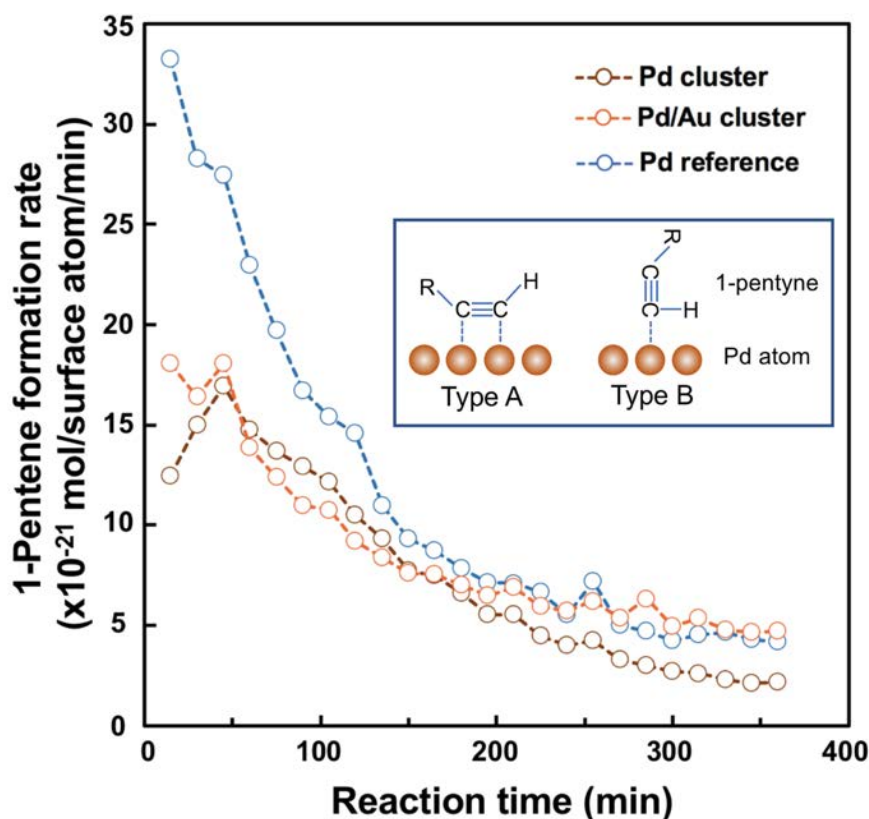 1-Pentene formation rate
(x10⁻²¹ mol/surface atom/min)
35
30
25
20
15
10
5
0
Pd cluster
Pd/Au cluster
Pd reference
R
H
C≡C
Type A
R
C
C-H
Type B
1-pentyne
Pd atom
0
100
200
300
400
Reaction time (min)